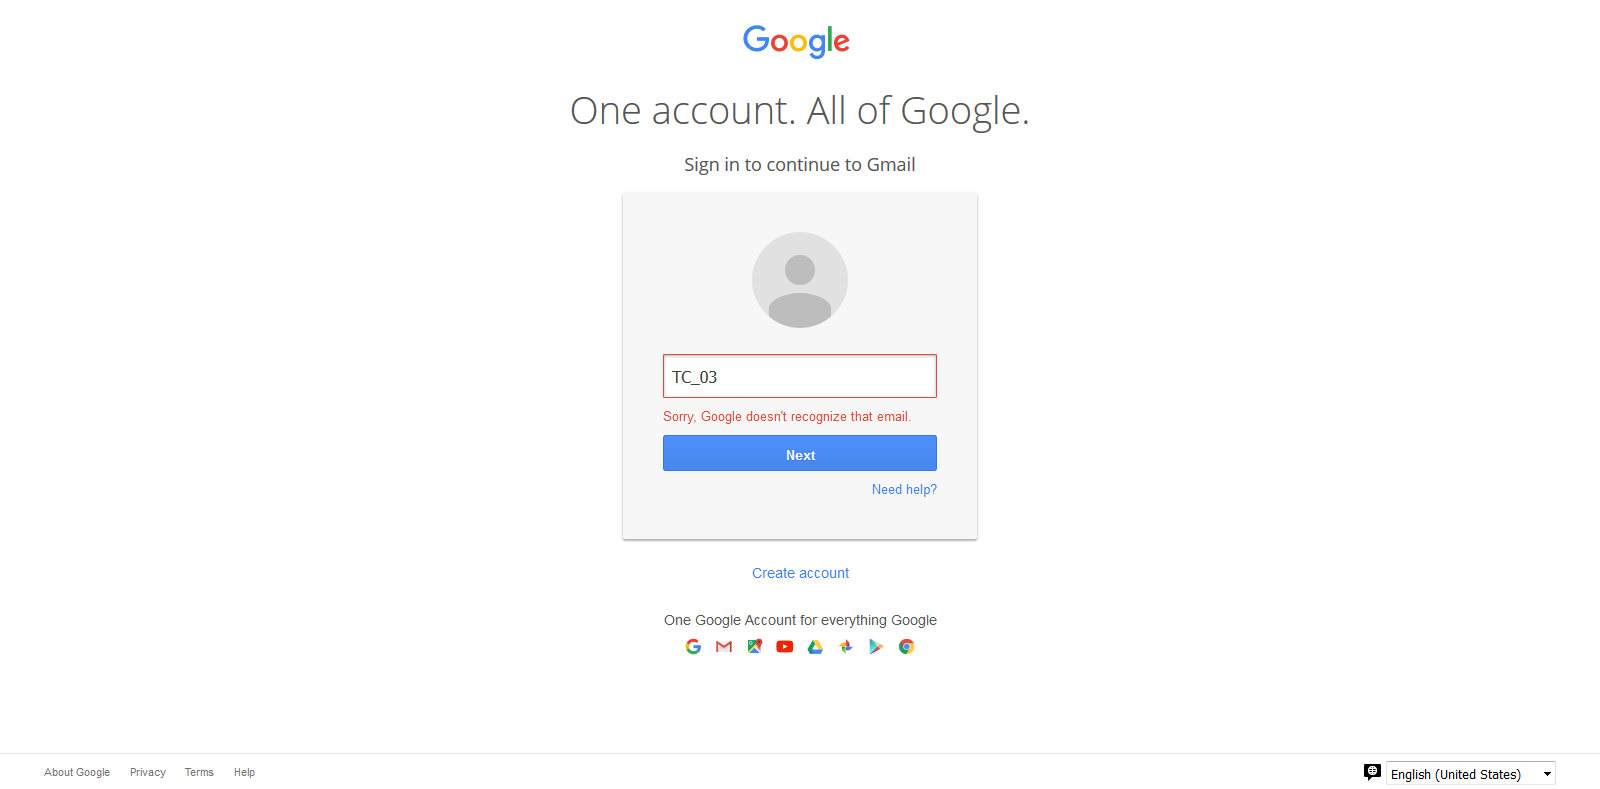 Google
One account. All of Google.
Sign in to continue to Gmail
TC_03
Sorry, Google doesn't recognize that email.
Next
Need help?
Create account
One Google Account for everything Google
About Google Privacy Terms Help
English (United States)